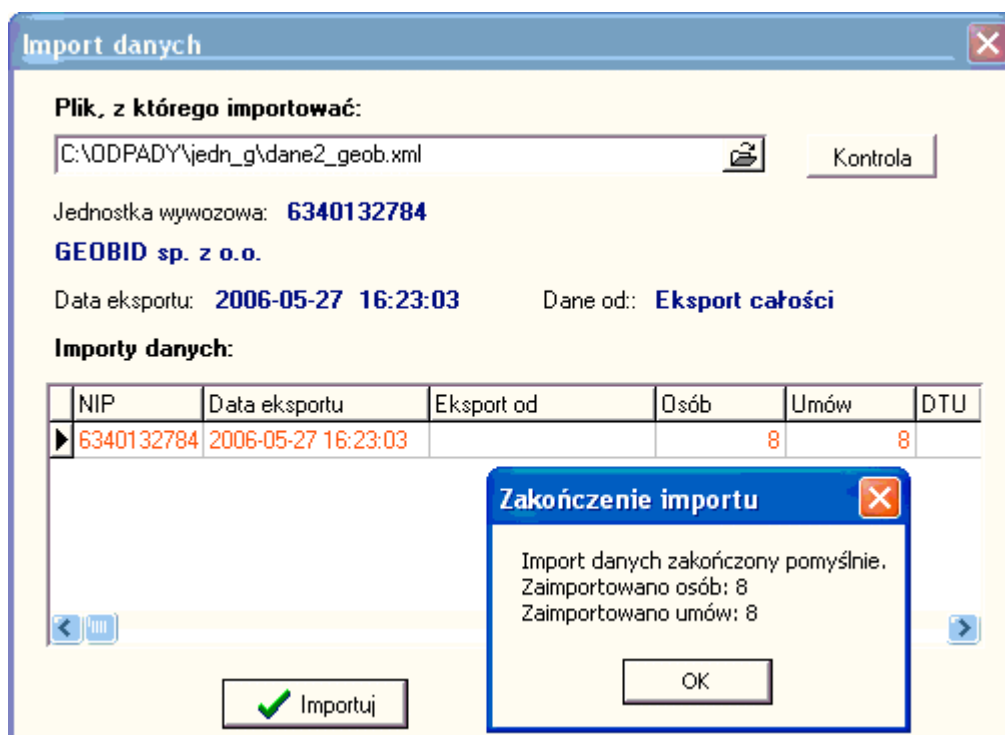 Import danych
Plik, z którego importować:
C:\ODPADY\jedn_g\dane2_geob.xml
Kontrola
Jednostka wywozowa: 6340132784
GEOBID sp. z o.o.
Data eksportu: 2006-05-27 16:23:03 Dane od:: Eksport całości
Importy danych:
NIP Data eksportu Eksport od Osób Umów DTU
6340132784 2006-05-27 16:23:03 8 8
Zakończenie importu
Import danych zakończony pomyślnie.
Zaimportowano osób: 8
Zaimportowano umów: 8
OK
Importuj